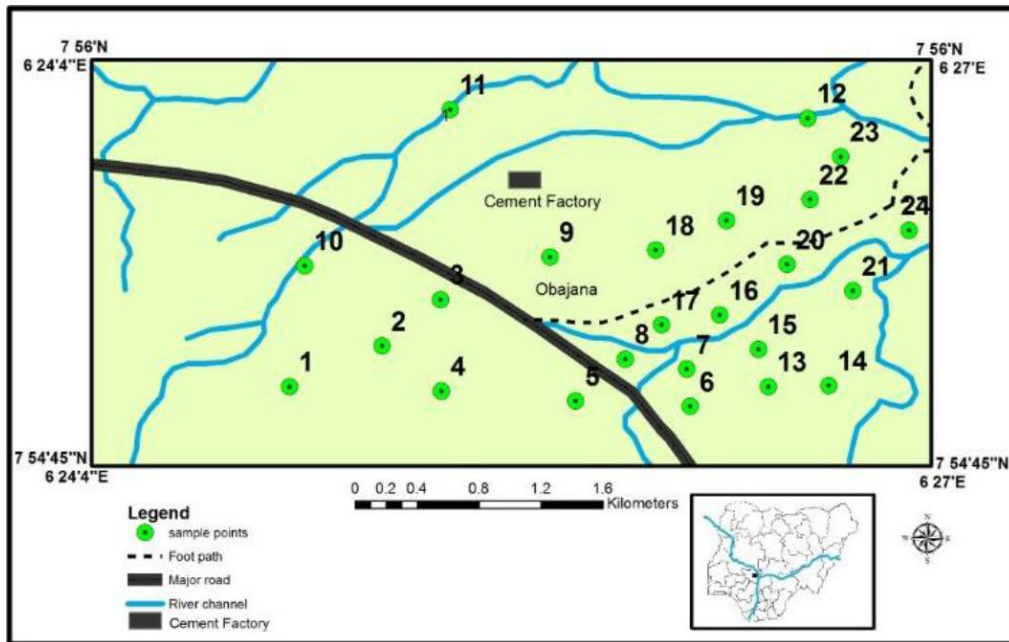 7 56'N
6 24'4"E
7 56'N
6 27'E
11
1
12
23
22
19
24
18
9
20
10
Cement Factory
21
3
Obajana
17
16
2
15
8
7
1
4
13
14
5
6
7 54'45"N
6 24'4"E
7 54'45"N
6 27'E
0 0.2 0.4 0.8 1.2 1.6
Kilometers
Legend
sample points
Foot path
Major road
River channel
Cement Factory
N
W E
S